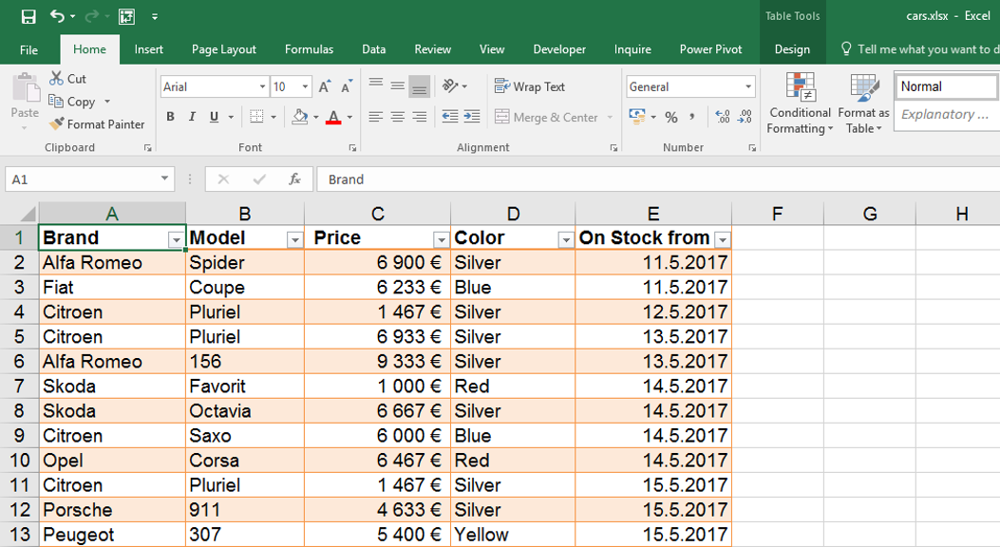 Table Tools
cars.xlsx - Excel
File Home Insert Page Layout Formulas Data Review View Developer Inquire Power Pivot Design Tell me what you want to d
Paste
Cut
Copy
Format Painter
Clipboard
Arial 10 A A
B I U A
Font
Wrap Text
Merge & Center
Alignment
General
% , .00 .00
Number
Conditional Formatting
Format as Table
Normal
Explanatory ...
A1 fx Brand
A B C D E F G H
1 Brand Model Price Color On Stock from
2 Alfa Romeo Spider 6 900 € Silver 11.5.2017
3 Fiat Coupe 6 233 € Blue 11.5.2017
4 Citroen Pluriel 1 467 € Silver 12.5.2017
5 Citroen Pluriel 6 933 € Silver 13.5.2017
6 Alfa Romeo 156 9 333 € Silver 13.5.2017
7 Skoda Favorit 1 000 € Red 14.5.2017
8 Skoda Octavia 6 667 € Silver 14.5.2017
9 Citroen Saxo 6 000 € Blue 14.5.2017
10 Opel Corsa 6 467 € Red 14.5.2017
11 Citroen Pluriel 1 467 € Silver 15.5.2017
12 Porsche 911 4 633 € Silver 15.5.2017
13 Peugeot 307 5 400 € Yellow 15.5.2017